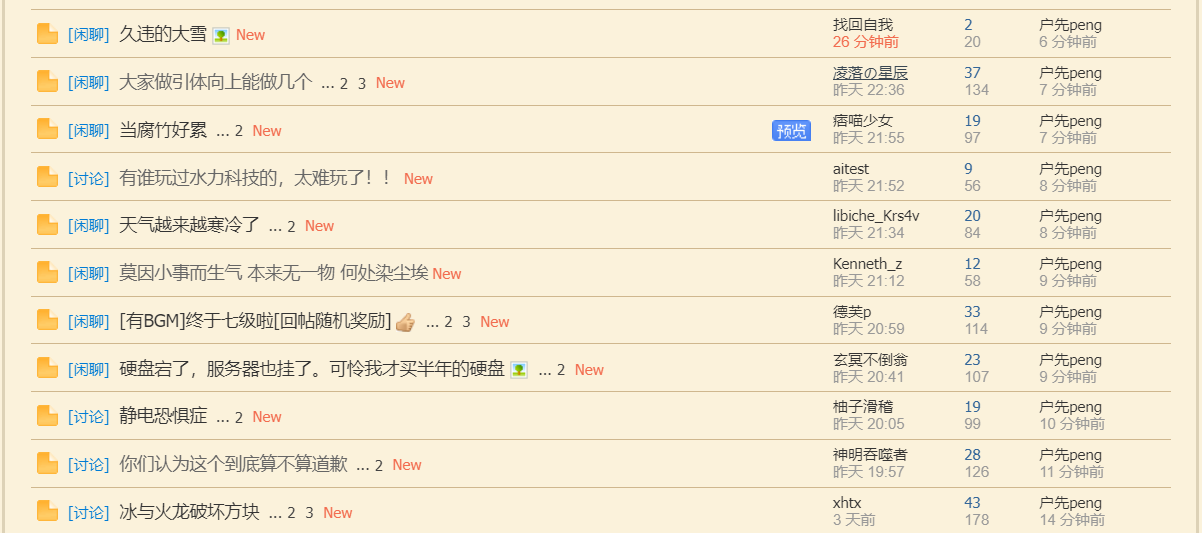 [闲聊] 久违的大雪 New 找回自我 2 户先peng
26 分钟前 20 6 分钟前
[闲聊] 大家做引体向上能做几个 ... 2 3 New 凌落の星辰 37 户先peng
昨天 22:36 134 7 分钟前
[闲聊] 当腐竹好累 ... 2 New 预览 痞喵少女 19 户先peng
昨天 21:55 97 7 分钟前
[讨论] 有谁玩过水力科技的，太难玩了！！ New aitest 9 户先peng
昨天 21:52 56 8 分钟前
[闲聊] 天气越来越寒冷了 ... 2 New libiche_Krs4v 20 户先peng
昨天 21:34 84 8 分钟前
[闲聊] 莫因小事而生气 本来无一物 何处染尘埃 New Kenneth_z 12 户先peng
昨天 21:12 58 9 分钟前
[闲聊] [有BGM]终于七级啦[回帖随机奖励] ... 2 3 New 德芙p 33 户先peng
昨天 20:59 114 9 分钟前
[闲聊] 硬盘宕了，服务器也挂了。可怜我才买半年的硬盘 ... 2 New 玄冥不倒翁 23 户先peng
昨天 20:41 107 9 分钟前
[讨论] 静电恐惧症 ... 2 New 柚子滑稽 19 户先peng
昨天 20:05 99 10 分钟前
[讨论] 你们认为这个到底算不算道歉 ... 2 New 神明吞噬者 28 户先peng
昨天 19:57 126 11 分钟前
[讨论] 冰与火龙破坏方块 ... 2 3 New xhtx 43 户先peng
3 天前 178 14 分钟前